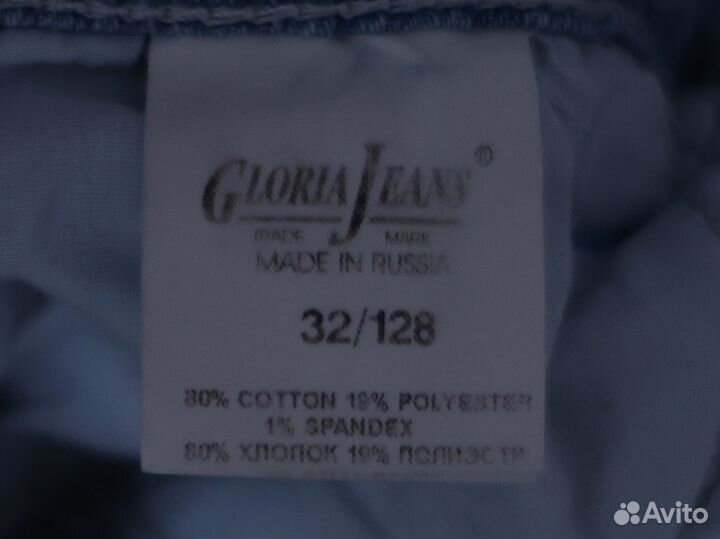 GLORIA JEANS ®
TRADE MARK
MADE IN RUSSIA
32/128
80% COTTON 19% POLYESTER
1% SPANDEX
80% ХЛОПОК 19% ПОЛИЭСТР
Avito